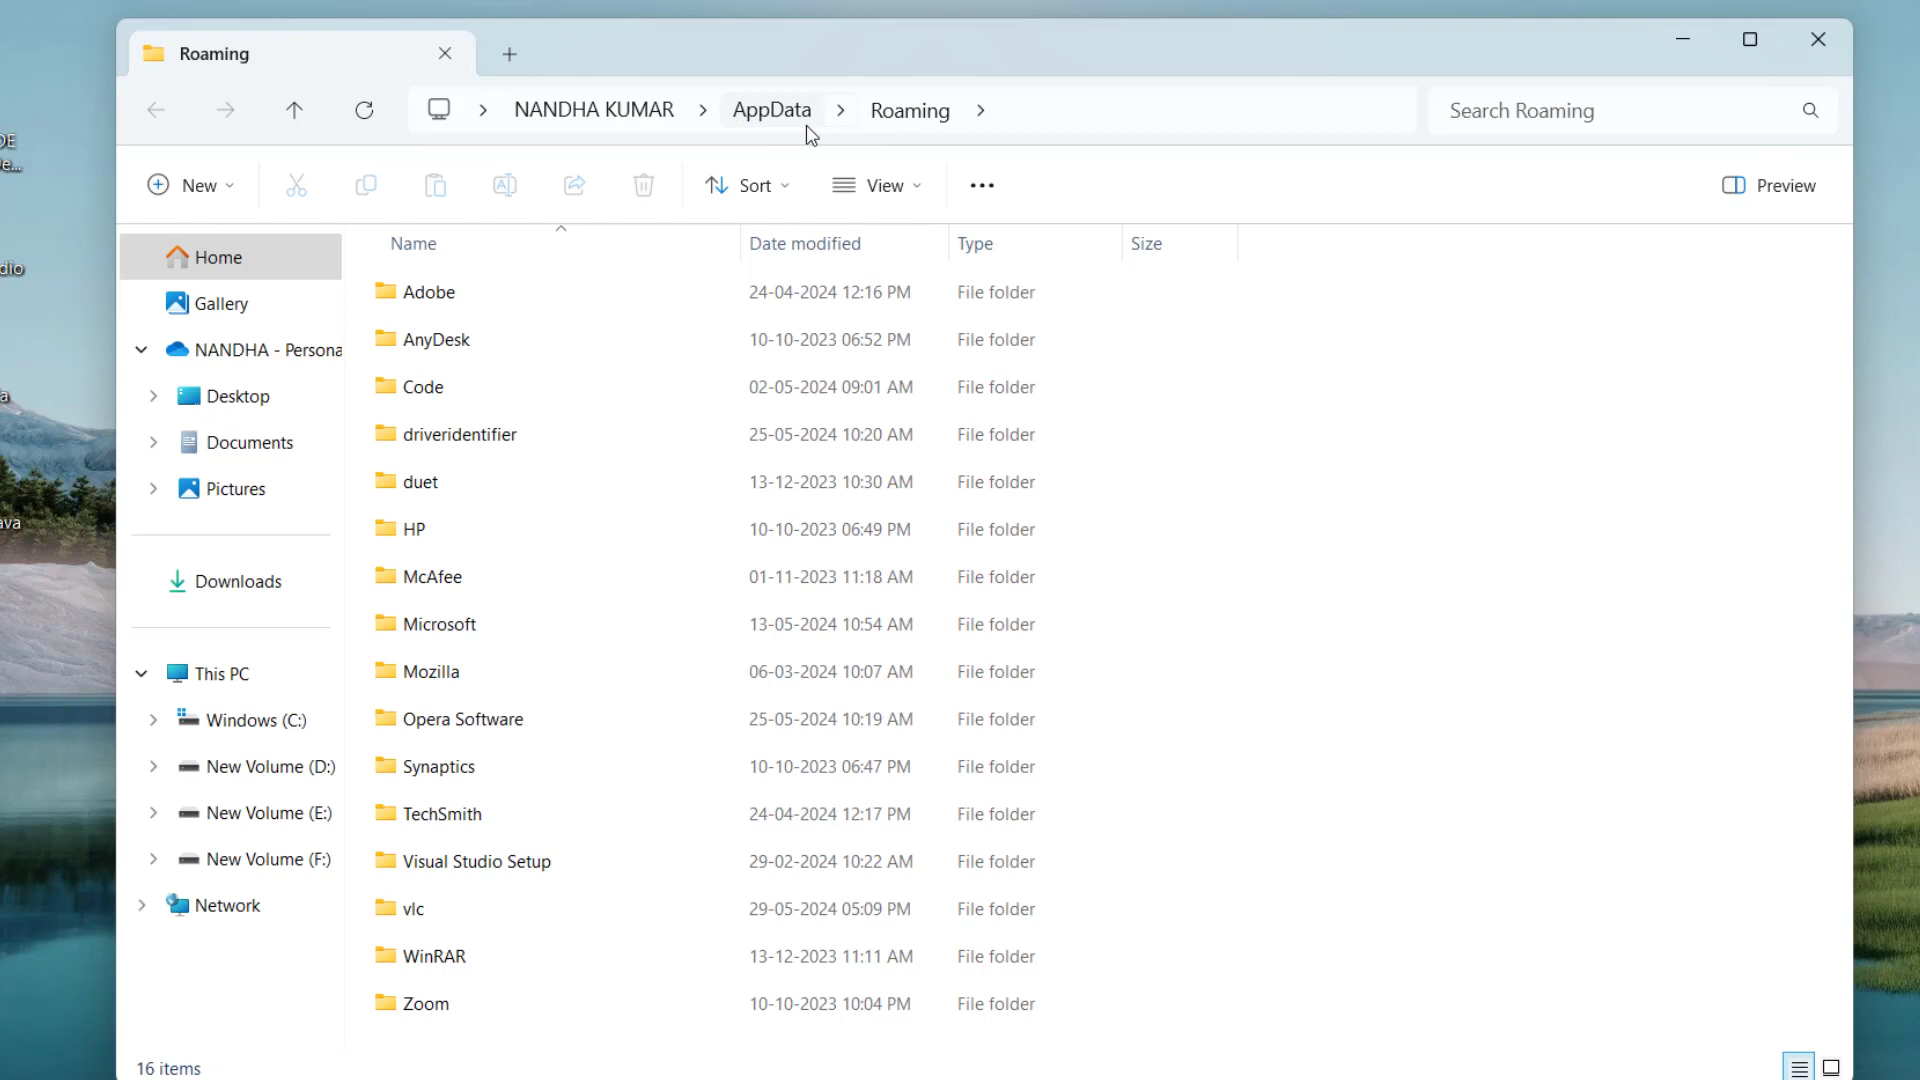 Roaming
NANDHA KUMAR AppData Roaming
Search Roaming
New
Sort
View
Preview
Name Date modified Type Size
Home
Gallery
NANDHA - Persona
Desktop
Documents
Pictures
Downloads
This PC
Windows (C:)
New Volume (D:)
New Volume (E:)
New Volume (F:)
Network
Adobe 24-04-2024 12:16 PM File folder
AnyDesk 10-10-2023 06:52 PM File folder
Code 02-05-2024 09:01 AM File folder
driveridentifier 25-05-2024 10:20 AM File folder
duet 13-12-2023 10:30 AM File folder
HP 10-10-2023 06:49 PM File folder
McAfee 01-11-2023 11:18 AM File folder
Microsoft 13-05-2024 10:54 AM File folder
Mozilla 06-03-2024 10:07 AM File folder
Opera Software 25-05-2024 10:19 AM File folder
Synaptics 10-10-2023 06:47 PM File folder
TechSmith 24-04-2024 12:17 PM File folder
Visual Studio Setup 29-02-2024 10:22 AM File folder
vlc 29-05-2024 05:09 PM File folder
WinRAR 13-12-2023 11:11 AM File folder
Zoom 10-10-2023 10:04 PM File folder
16 items